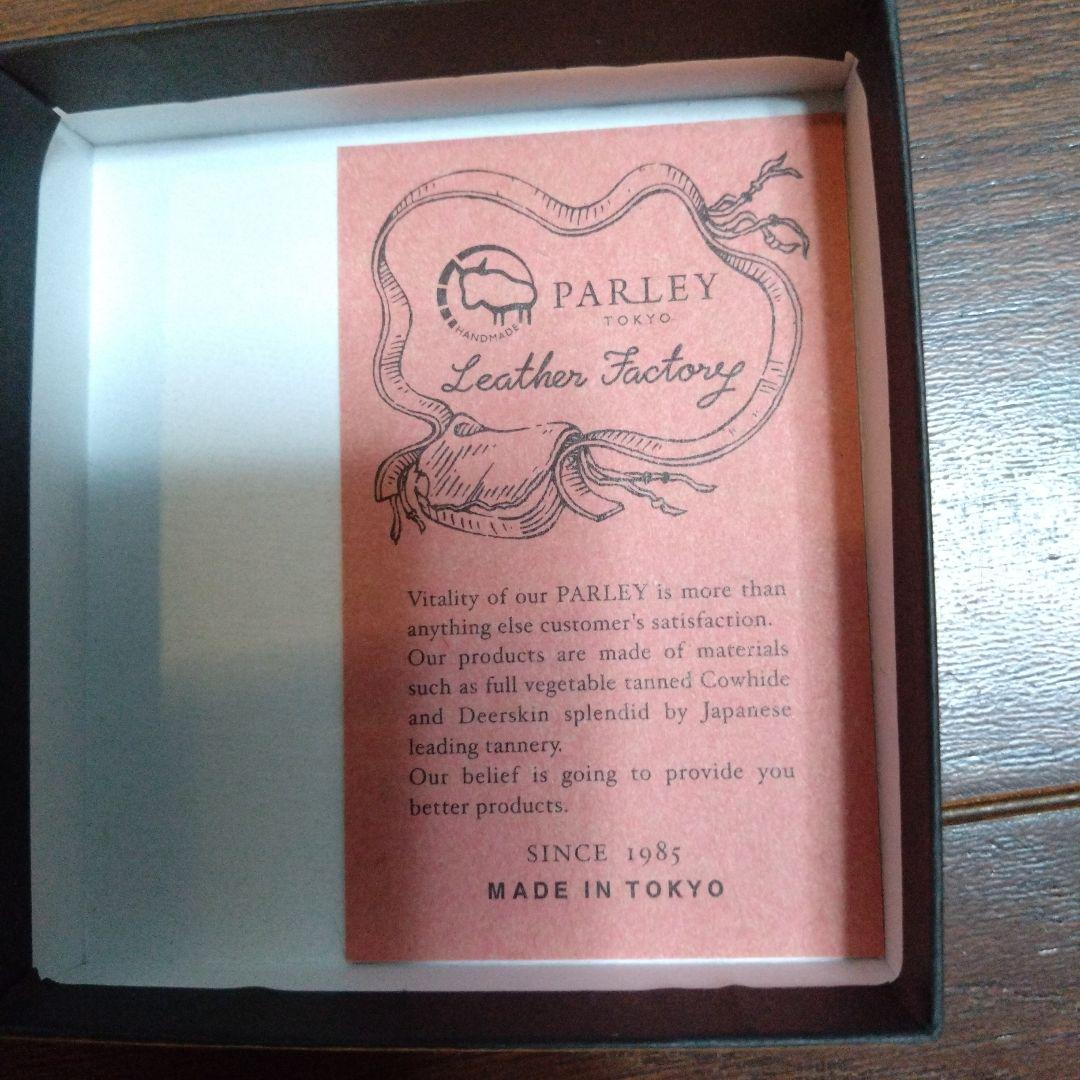 HANDMADE
PARLEY
TOKYO
Leather Factory
Vitality of our PARLEY is more than
anything else customer's satisfaction.
Our products are made of materials
such as full vegetable tanned Cowhide
and Deerskin splendid by Japanese
leading tannery.
Our belief is going to provide you
better products.
SINCE 1985
MADE IN TOKYO